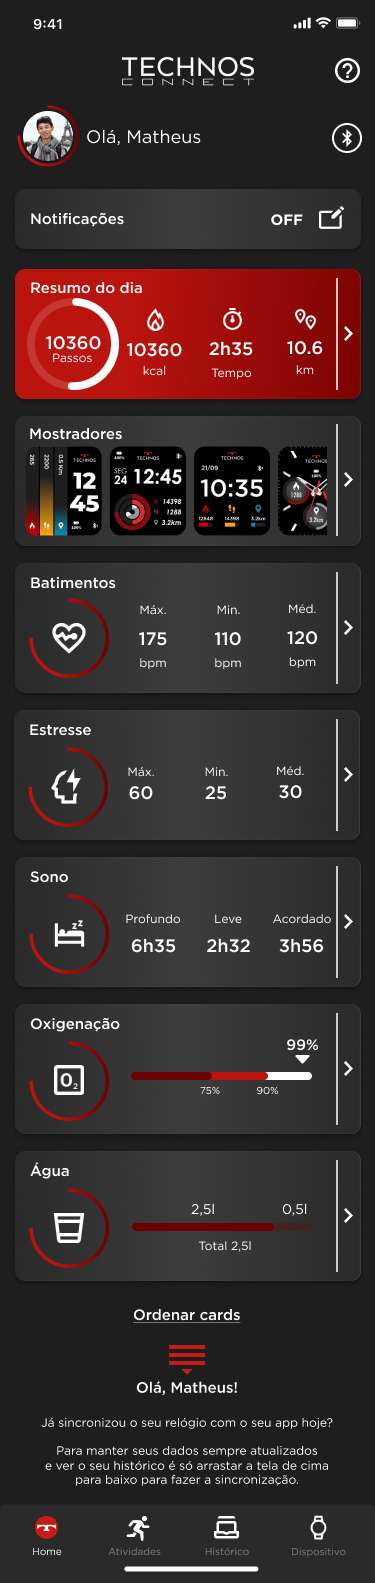 9:41
TECHNOS
CONNECT
Olá, Matheus
Notificações
OFF
Resumo do dia
10360
Passos
10360
kcal
2h35
Tempo
10.6
km
Mostradores
265
2200
0.5 Km
TECHNOS
12
45
100%
100%
TECHNOS
SEG
24
12:45
14398
1288
3.2km
TECHNOS
21/09
10:35
12648
14398
3.2km
TECHNOS
1288
3.2km
Batimentos
Máx.
Min.
Méd.
175
110
120
bpm
bpm
bpm
Estresse
Máx.
Min.
Méd.
60
25
30
Sono
Profundo
Leve
Acordado
6h35
2h32
3h56
Oxigenação
99%
O2
75%
90%
Água
2,5l
0,5l
Total 2,5l
Ordenar cards
Olá, Matheus!
Já sincronizou o seu relógio com o seu app hoje?
Para manter seus dados sempre atualizados
e ver o seu histórico é só arrastar a tela de cima
para baixo para fazer a sincronização.
Home
Atividades
Histórico
Dispositivo